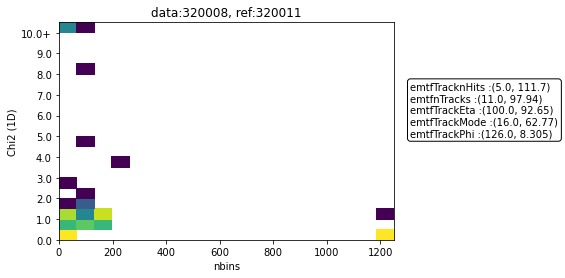 data:320008, ref:320011
10.0+
9.0
8.0
7.0
6.0
5.0
4.0
3.0
2.0
1.0
0.0
Chi2 (1D)
0 200 400 600 800 1000 1200
nbins
emtfTracknHits :(5.0, 111.7)
emtfnTracks :(11.0, 97.94)
emtfTrackEta :(100.0, 92.65)
emtfTrackMode :(16.0, 62.77)
emtfTrackPhi :(126.0, 8.305)